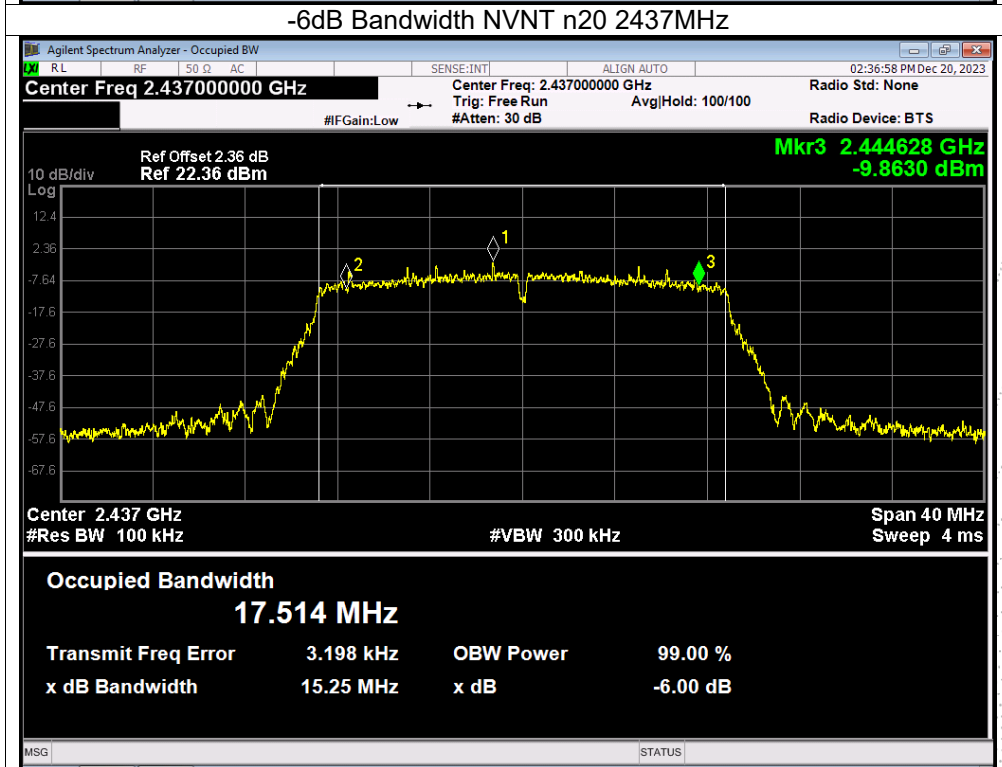 -6dB Bandwidth NVNT n20 2437MHz
Agilent Spectrum Analyzer - Occupied BW
LXI RL RF 50 Ω AC SENSE:INT ALIGN AUTO 02:36:58 PM Dec 20, 2023
Center Freq 2.437000000 GHz Center Freq: 2.437000000 GHz Radio Std: None
Trig: Free Run Avg|Hold: 100/100
#IFGain:Low #Atten: 30 dB Radio Device: BTS
Mkr3 2.444628 GHz
-9.8630 dBm
Ref Offset 2.36 dB
10 dB/div Ref 22.36 dBm
Log
12.4
2.36
-7.64
-17.6
-27.6
-37.6
-47.6
-57.6
-67.6
1
2
3
Center 2.437 GHz Span 40 MHz
#Res BW 100 kHz #VBW 300 kHz Sweep 4 ms
Occupied Bandwidth
17.514 MHz
Transmit Freq Error 3.198 kHz OBW Power 99.00 %
x dB Bandwidth 15.25 MHz x dB -6.00 dB
MSG STATUS